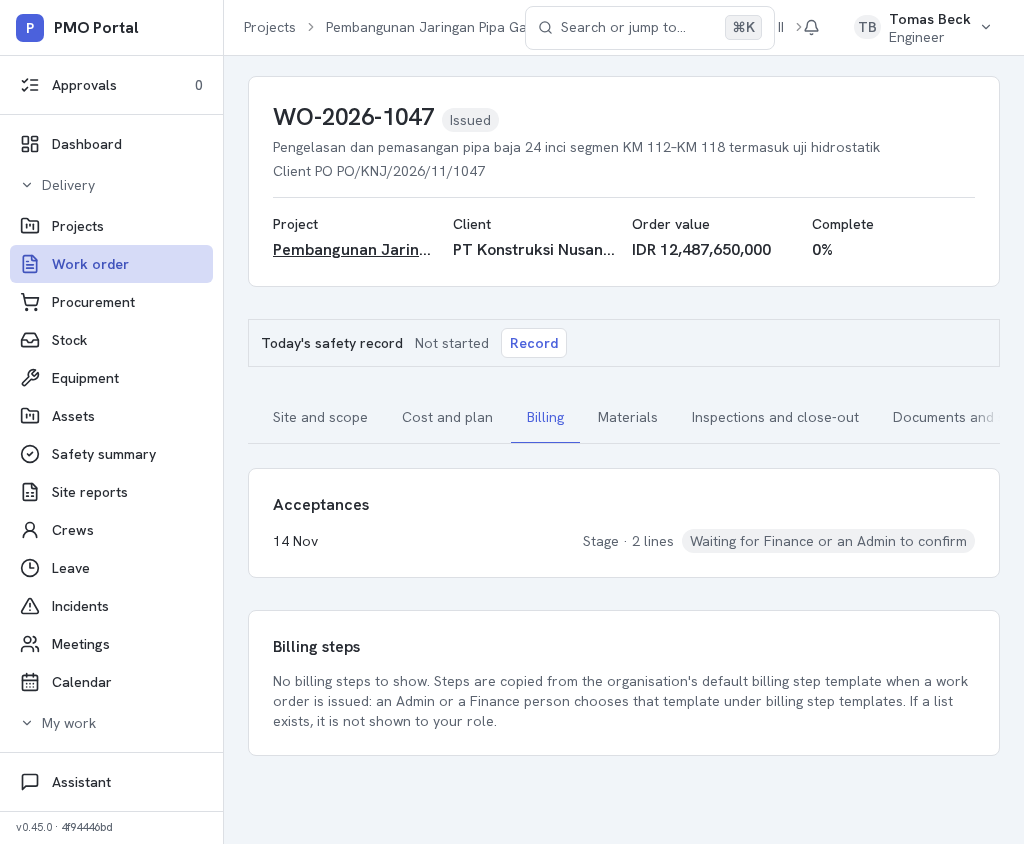 P PMO Portal
Projects
Pembangunan Jaringan Pipa Ga
Search or jump to...
⌘K
II
TB
Tomas Beck
Engineer
Approvals 0
Dashboard
Delivery
Projects
Work order
Procurement
Stock
Equipment
Assets
Safety summary
Site reports
Crews
Leave
Incidents
Meetings
Calendar
My work
Assistant
v0.45.0 · 4f94446bd
WO-2026-1047 Issued
Pengelasan dan pemasangan pipa baja 24 inci segmen KM 112–KM 118 termasuk uji hidrostatik
Client PO PO/KNJ/2026/11/1047
Project Client Order value Complete
Pembangunan Jarin... PT Konstruksi Nusan... IDR 12,487,650,000 0%
Today's safety record Not started Record
Site and scope Cost and plan Billing Materials Inspections and close-out Documents and
Acceptances
14 Nov Stage · 2 lines Waiting for Finance or an Admin to confirm
Billing steps
No billing steps to show. Steps are copied from the organisation's default billing step template when a work
order is issued: an Admin or a Finance person chooses that template under billing step templates. If a list
exists, it is not shown to your role.